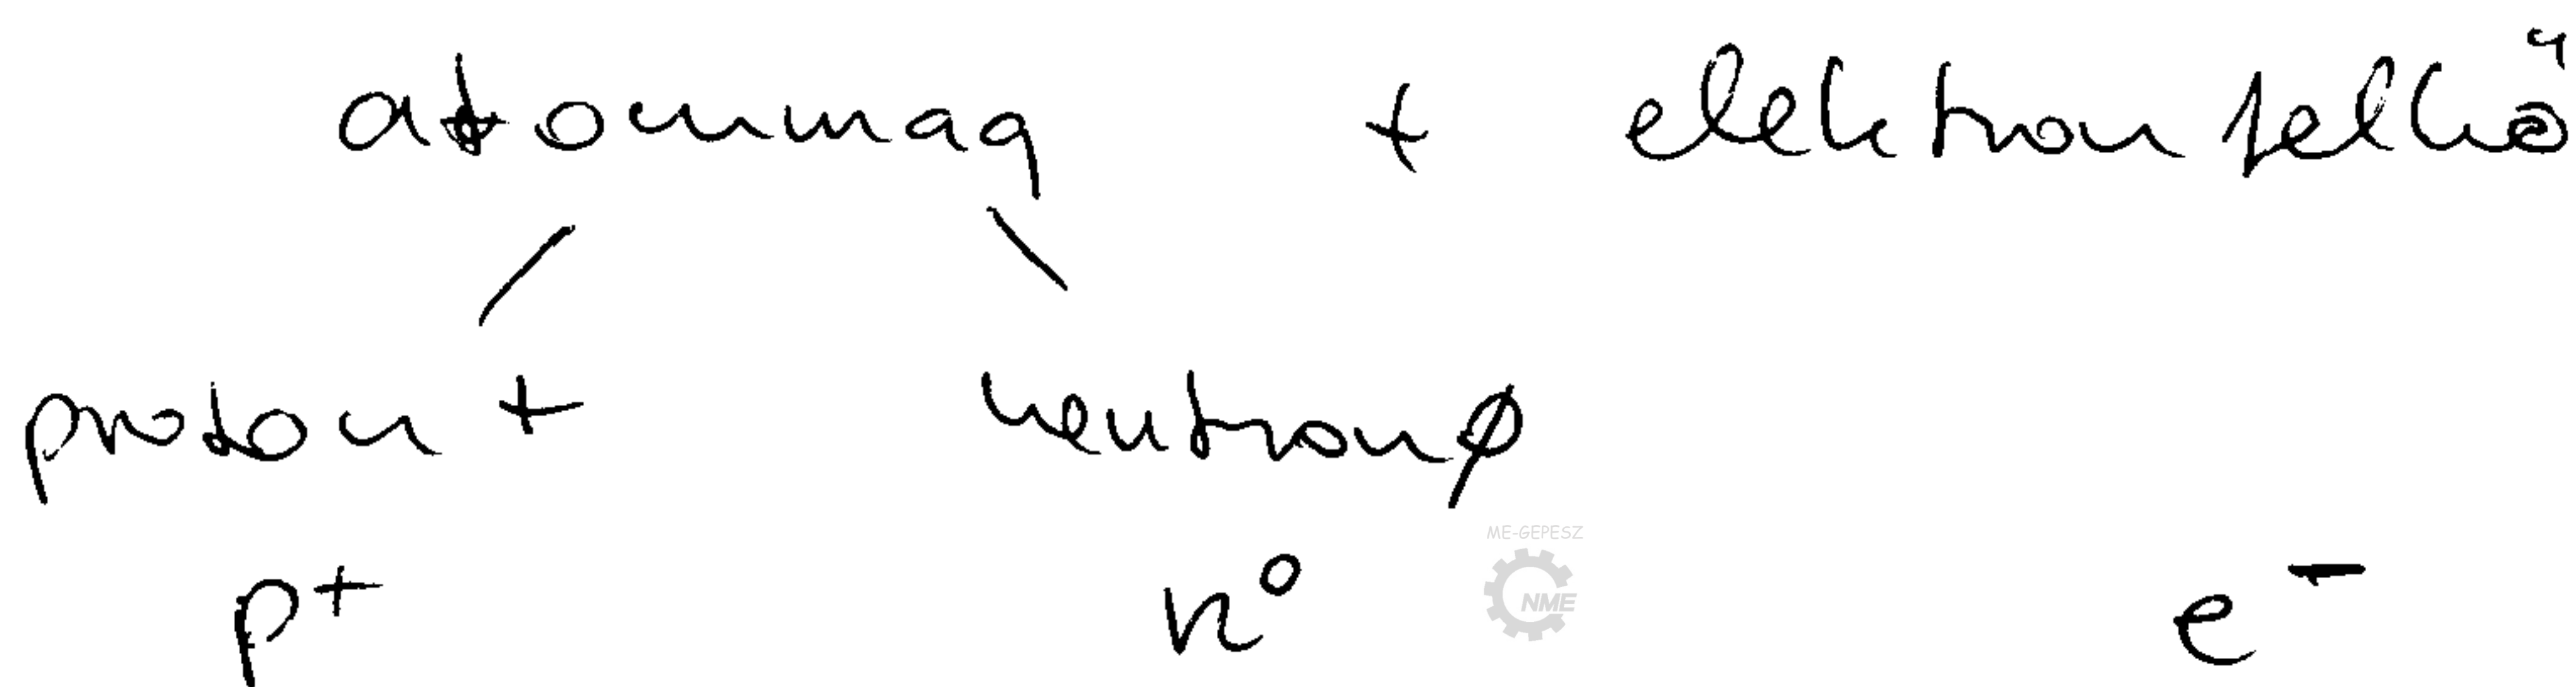 atommag + elektronfelhő
proton + neutron ø
ME-GEPESZ
NME
p⁺ n⁰ e⁻